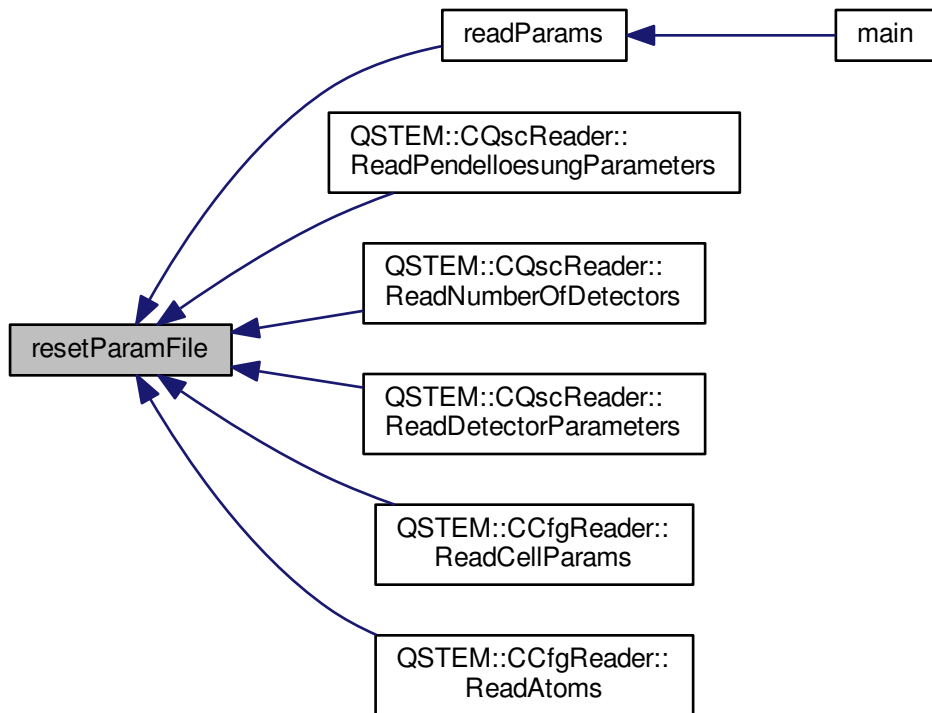 readParams
main
QSTEM::CQscReader::
ReadPendelloesungParameters
QSTEM::CQscReader::
ReadNumberOfDetectors
resetParamFile
QSTEM::CQscReader::
ReadDetectorParameters
QSTEM::CCfgReader::
ReadCellParams
QSTEM::CCfgReader::
ReadAtoms